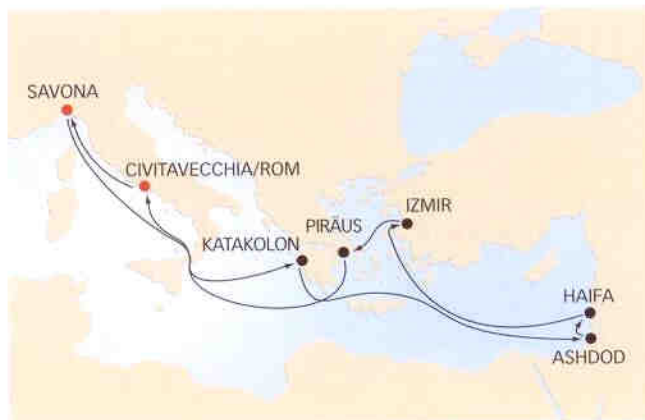 SAVONA
CIVITAVECCHIA/ROM
KATAKOLON
PIRÄUS
IZMIR
HAIFA
ASHDOD